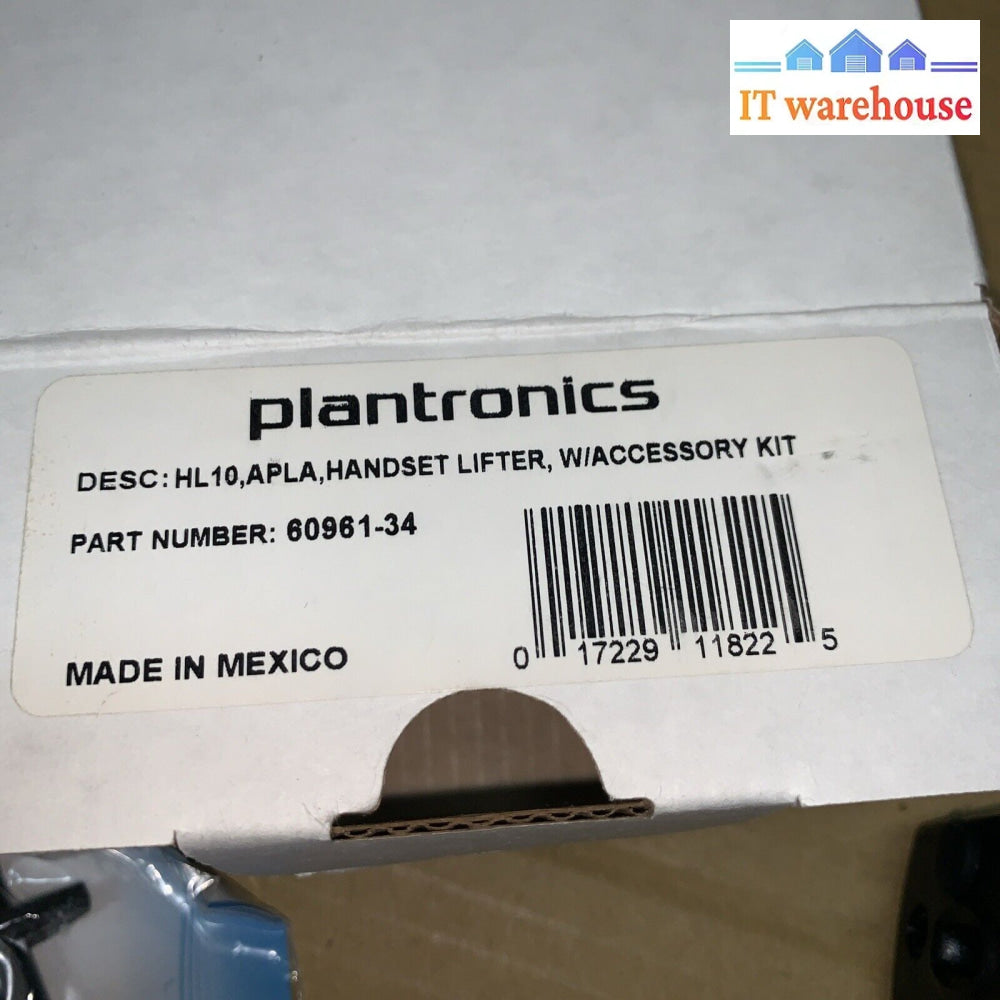 IT warehouse
plantronics
DESC: HL10,APLA,HANDSET LIFTER, W/ACCESSORY KIT
PART NUMBER: 60961-34
MADE IN MEXICO
0 17229 11822 5